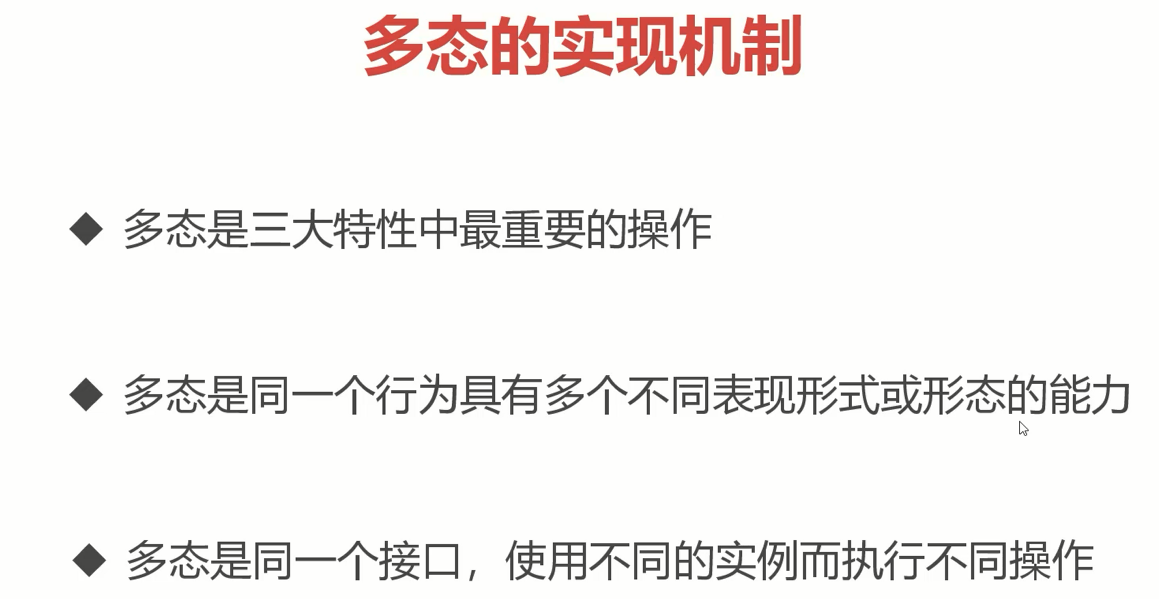 多态的实现机制
◆ 多态是三大特性中最重要的操作
◆ 多态是同一个行为具有多个不同表现形式或形态的能力
◆ 多态是同一个接口，使用不同的实例而执行不同操作